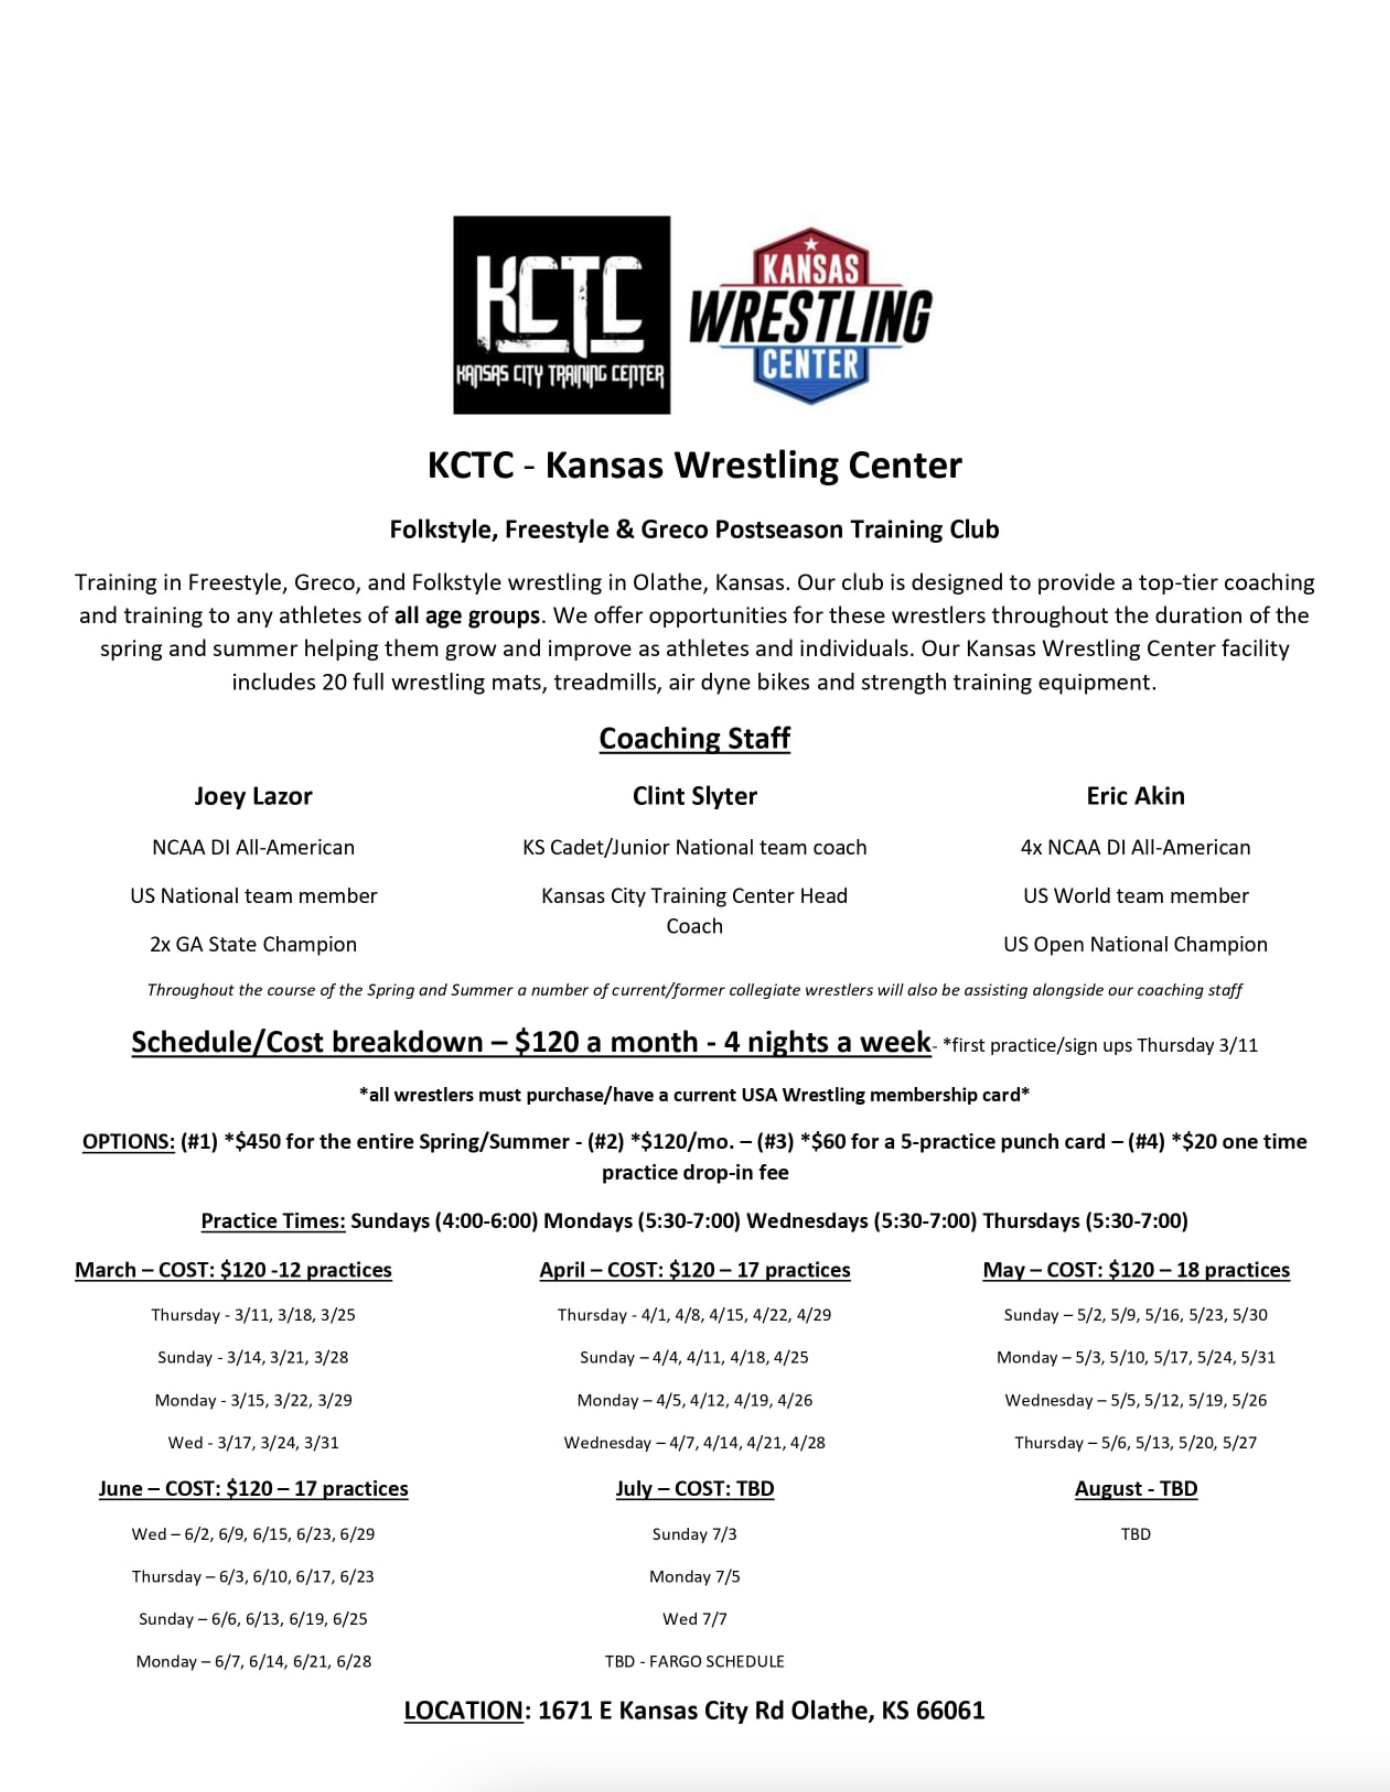 KCTC
KANSAS CITY TRAINING CENTER
KANSAS
WRESTLING
CENTER
KCTC - Kansas Wrestling Center
Folkstyle, Freestyle & Greco Postseason Training Club
Training in Freestyle, Greco, and Folkstyle wrestling in Olathe, Kansas. Our club is designed to provide a top-tier coaching
and training to any athletes of all age groups. We offer opportunities for these wrestlers throughout the duration of the
spring and summer helping them grow and improve as athletes and individuals. Our Kansas Wrestling Center facility
includes 20 full wrestling mats, treadmills, air dyne bikes and strength training equipment.
Coaching Staff
Joey Lazor
NCAA DI All-American
US National team member
2x GA State Champion
Clint Slyter
KS Cadet/Junior National team coach
Kansas City Training Center Head
Coach
Eric Akin
4x NCAA DI All-American
US World team member
US Open National Champion
Throughout the course of the Spring and Summer a number of current/former collegiate wrestlers will also be assisting alongside our coaching staff
Schedule/Cost breakdown – $120 a month - 4 nights a week- *first practice/sign ups Thursday 3/11
*all wrestlers must purchase/have a current USA Wrestling membership card*
OPTIONS: (#1) *$450 for the entire Spring/Summer - (#2) *$120/mo. – (#3) *$60 for a 5-practice punch card – (#4) *$20 one time
practice drop-in fee
Practice Times: Sundays (4:00-6:00) Mondays (5:30-7:00) Wednesdays (5:30-7:00) Thursdays (5:30-7:00)
March – COST: $120 -12 practices
Thursday - 3/11, 3/18, 3/25
Sunday - 3/14, 3/21, 3/28
Monday - 3/15, 3/22, 3/29
Wed - 3/17, 3/24, 3/31
April – COST: $120 – 17 practices
Thursday - 4/1, 4/8, 4/15, 4/22, 4/29
Sunday – 4/4, 4/11, 4/18, 4/25
Monday – 4/5, 4/12, 4/19, 4/26
Wednesday – 4/7, 4/14, 4/21, 4/28
May – COST: $120 – 18 practices
Sunday – 5/2, 5/9, 5/16, 5/23, 5/30
Monday – 5/3, 5/10, 5/17, 5/24, 5/31
Wednesday – 5/5, 5/12, 5/19, 5/26
Thursday – 5/6, 5/13, 5/20, 5/27
June – COST: $120 – 17 practices
Wed – 6/2, 6/9, 6/15, 6/23, 6/29
Thursday – 6/3, 6/10, 6/17, 6/23
Sunday – 6/6, 6/13, 6/19, 6/25
Monday – 6/7, 6/14, 6/21, 6/28
July – COST: TBD
Sunday 7/3
Monday 7/5
Wed 7/7
TBD - FARGO SCHEDULE
August - TBD
TBD
LOCATION: 1671 E Kansas City Rd Olathe, KS 66061